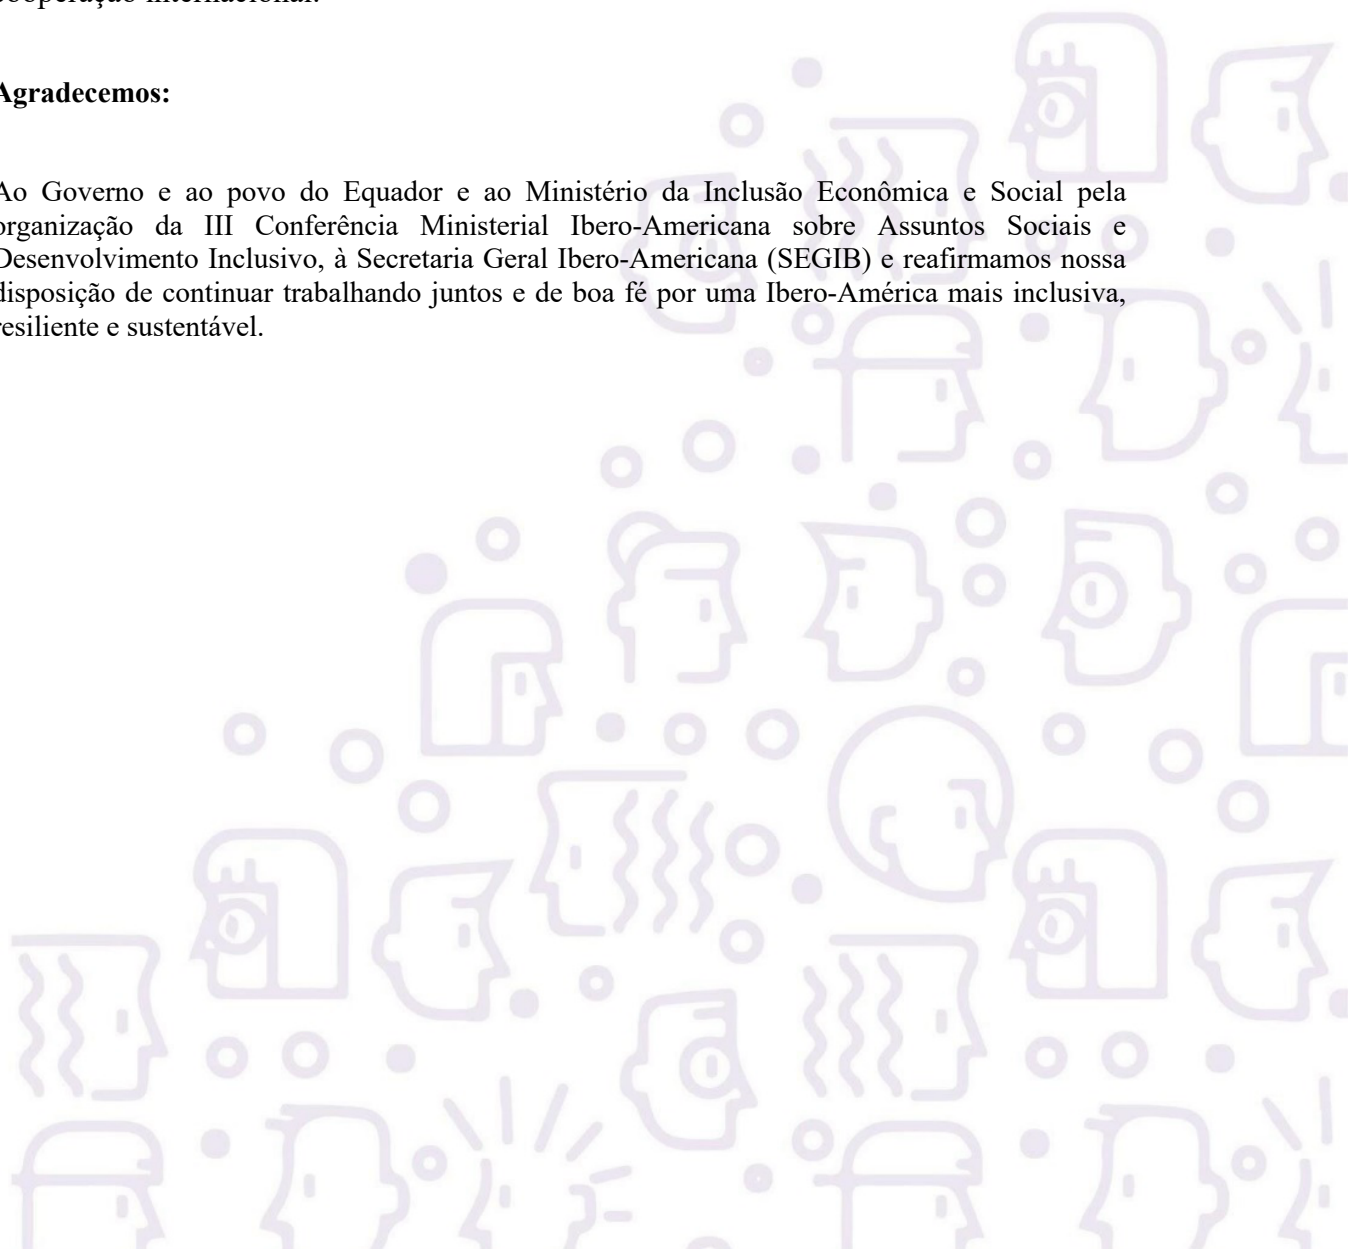 cooperação internacional.
Agradecemos:
Ao Governo e ao povo do Equador e ao Ministério da Inclusão Econômica e Social pela
organização da III Conferência Ministerial Ibero-Americana sobre Assuntos Sociais e
Desenvolvimento Inclusivo, à Secretaria Geral Ibero-Americana (SEGIB) e reafirmamos nossa
disposição de continuar trabalhando juntos e de boa fé por uma Ibero-América mais inclusiva,
resiliente e sustentável.